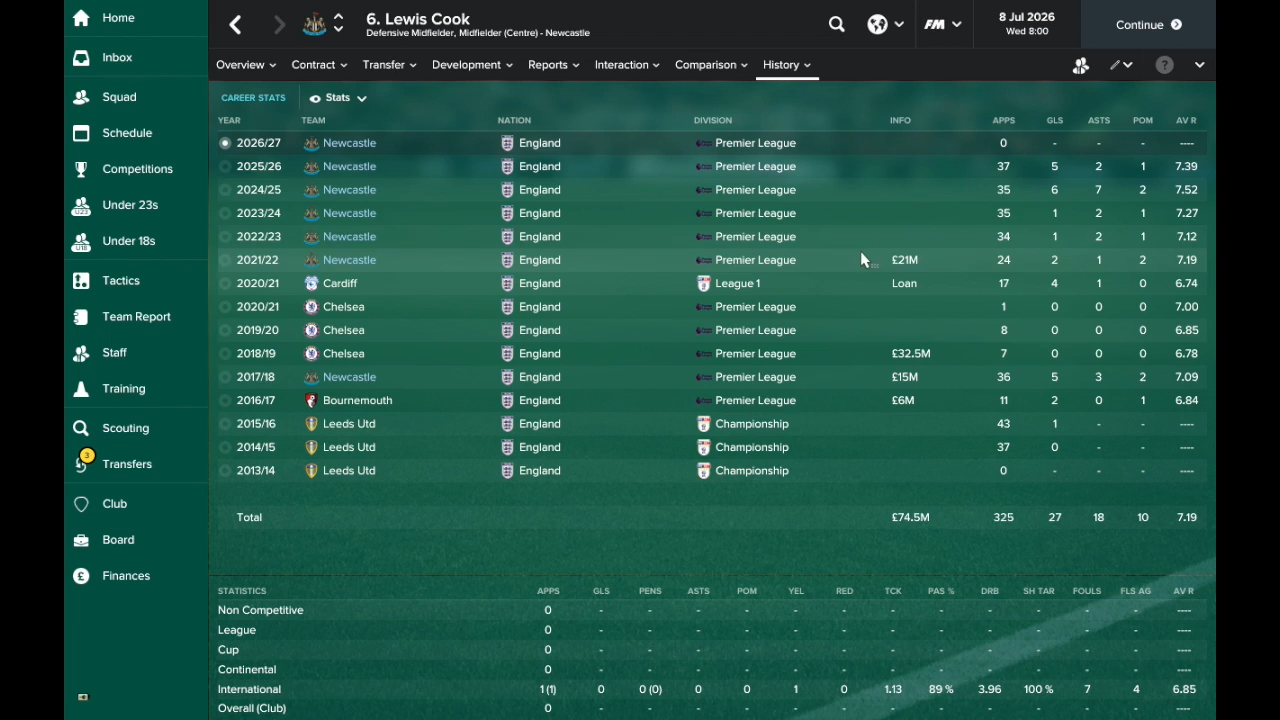 Home
Inbox
Squad
Schedule
Competitions
Under 23s
Under 18s
Tactics
Team Report
Staff
Training
Scouting
3
Transfers
Club
Board
Finances
6. Lewis Cook
Defensive Midfielder, Midfielder (Centre) - Newcastle
FM
8 Jul 2026
Wed 8:00
Continue
Overview Contract Transfer Development Reports Interaction Comparison History
CAREER STATS Stats
YEAR TEAM NATION DIVISION INFO APPS GLS ASTS POM AV R
2026/27 Newcastle England Premier League 0 - - - ----
2025/26 Newcastle England Premier League 37 5 2 1 7.39
2024/25 Newcastle England Premier League 35 6 7 2 7.52
2023/24 Newcastle England Premier League 35 1 2 1 7.27
2022/23 Newcastle England Premier League 34 1 2 1 7.12
2021/22 Newcastle England Premier League £21M 24 2 1 2 7.19
2020/21 Cardiff England League 1 Loan 17 4 1 0 6.74
2020/21 Chelsea England Premier League 1 0 0 0 7.00
2019/20 Chelsea England Premier League 8 0 0 0 6.85
2018/19 Chelsea England Premier League £32.5M 7 0 0 0 6.78
2017/18 Newcastle England Premier League £15M 36 5 3 2 7.09
2016/17 Bournemouth England Premier League £6M 11 2 0 1 6.84
2015/16 Leeds Utd England Championship 43 1 - - ----
2014/15 Leeds Utd England Championship 37 0 - - ----
2013/14 Leeds Utd England Championship 0 - - - ----
Total £74.5M 325 27 18 10 7.19
STATISTICS APPS GLS PENS ASTS POM YEL RED TCK PAS % DRB SH TAR FOULS FLS AG AV R
Non Competitive 0 - - - - - - - - - - - - ----
League 0 - - - - - - - - - - - - ----
Cup 0 - - - - - - - - - - - - ----
Continental 0 - - - - - - - - - - - - ----
International 1 (1) 0 0 (0) 0 0 1 0 1.13 89 % 3.96 100 % 7 4 6.85
Overall (Club) 0 - - - - - - - - - - - - ----